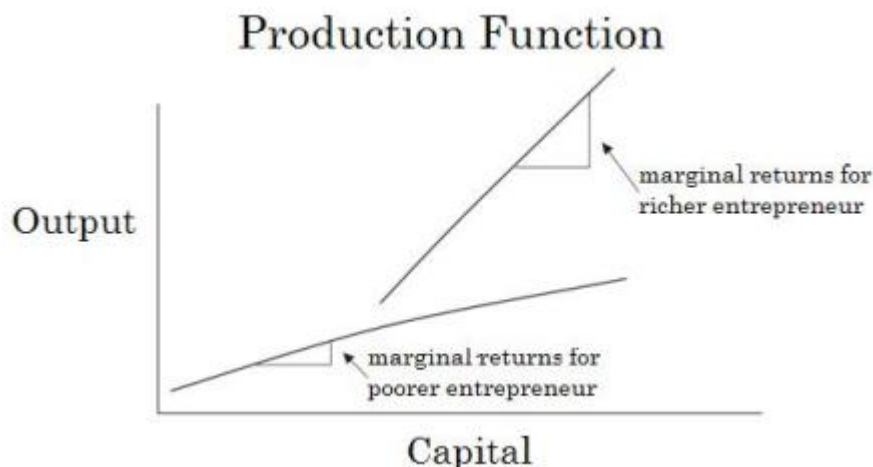 Production Function
marginal returns for
richer entrepreneur
Output
marginal returns for
poorer entrepreneur
Capital